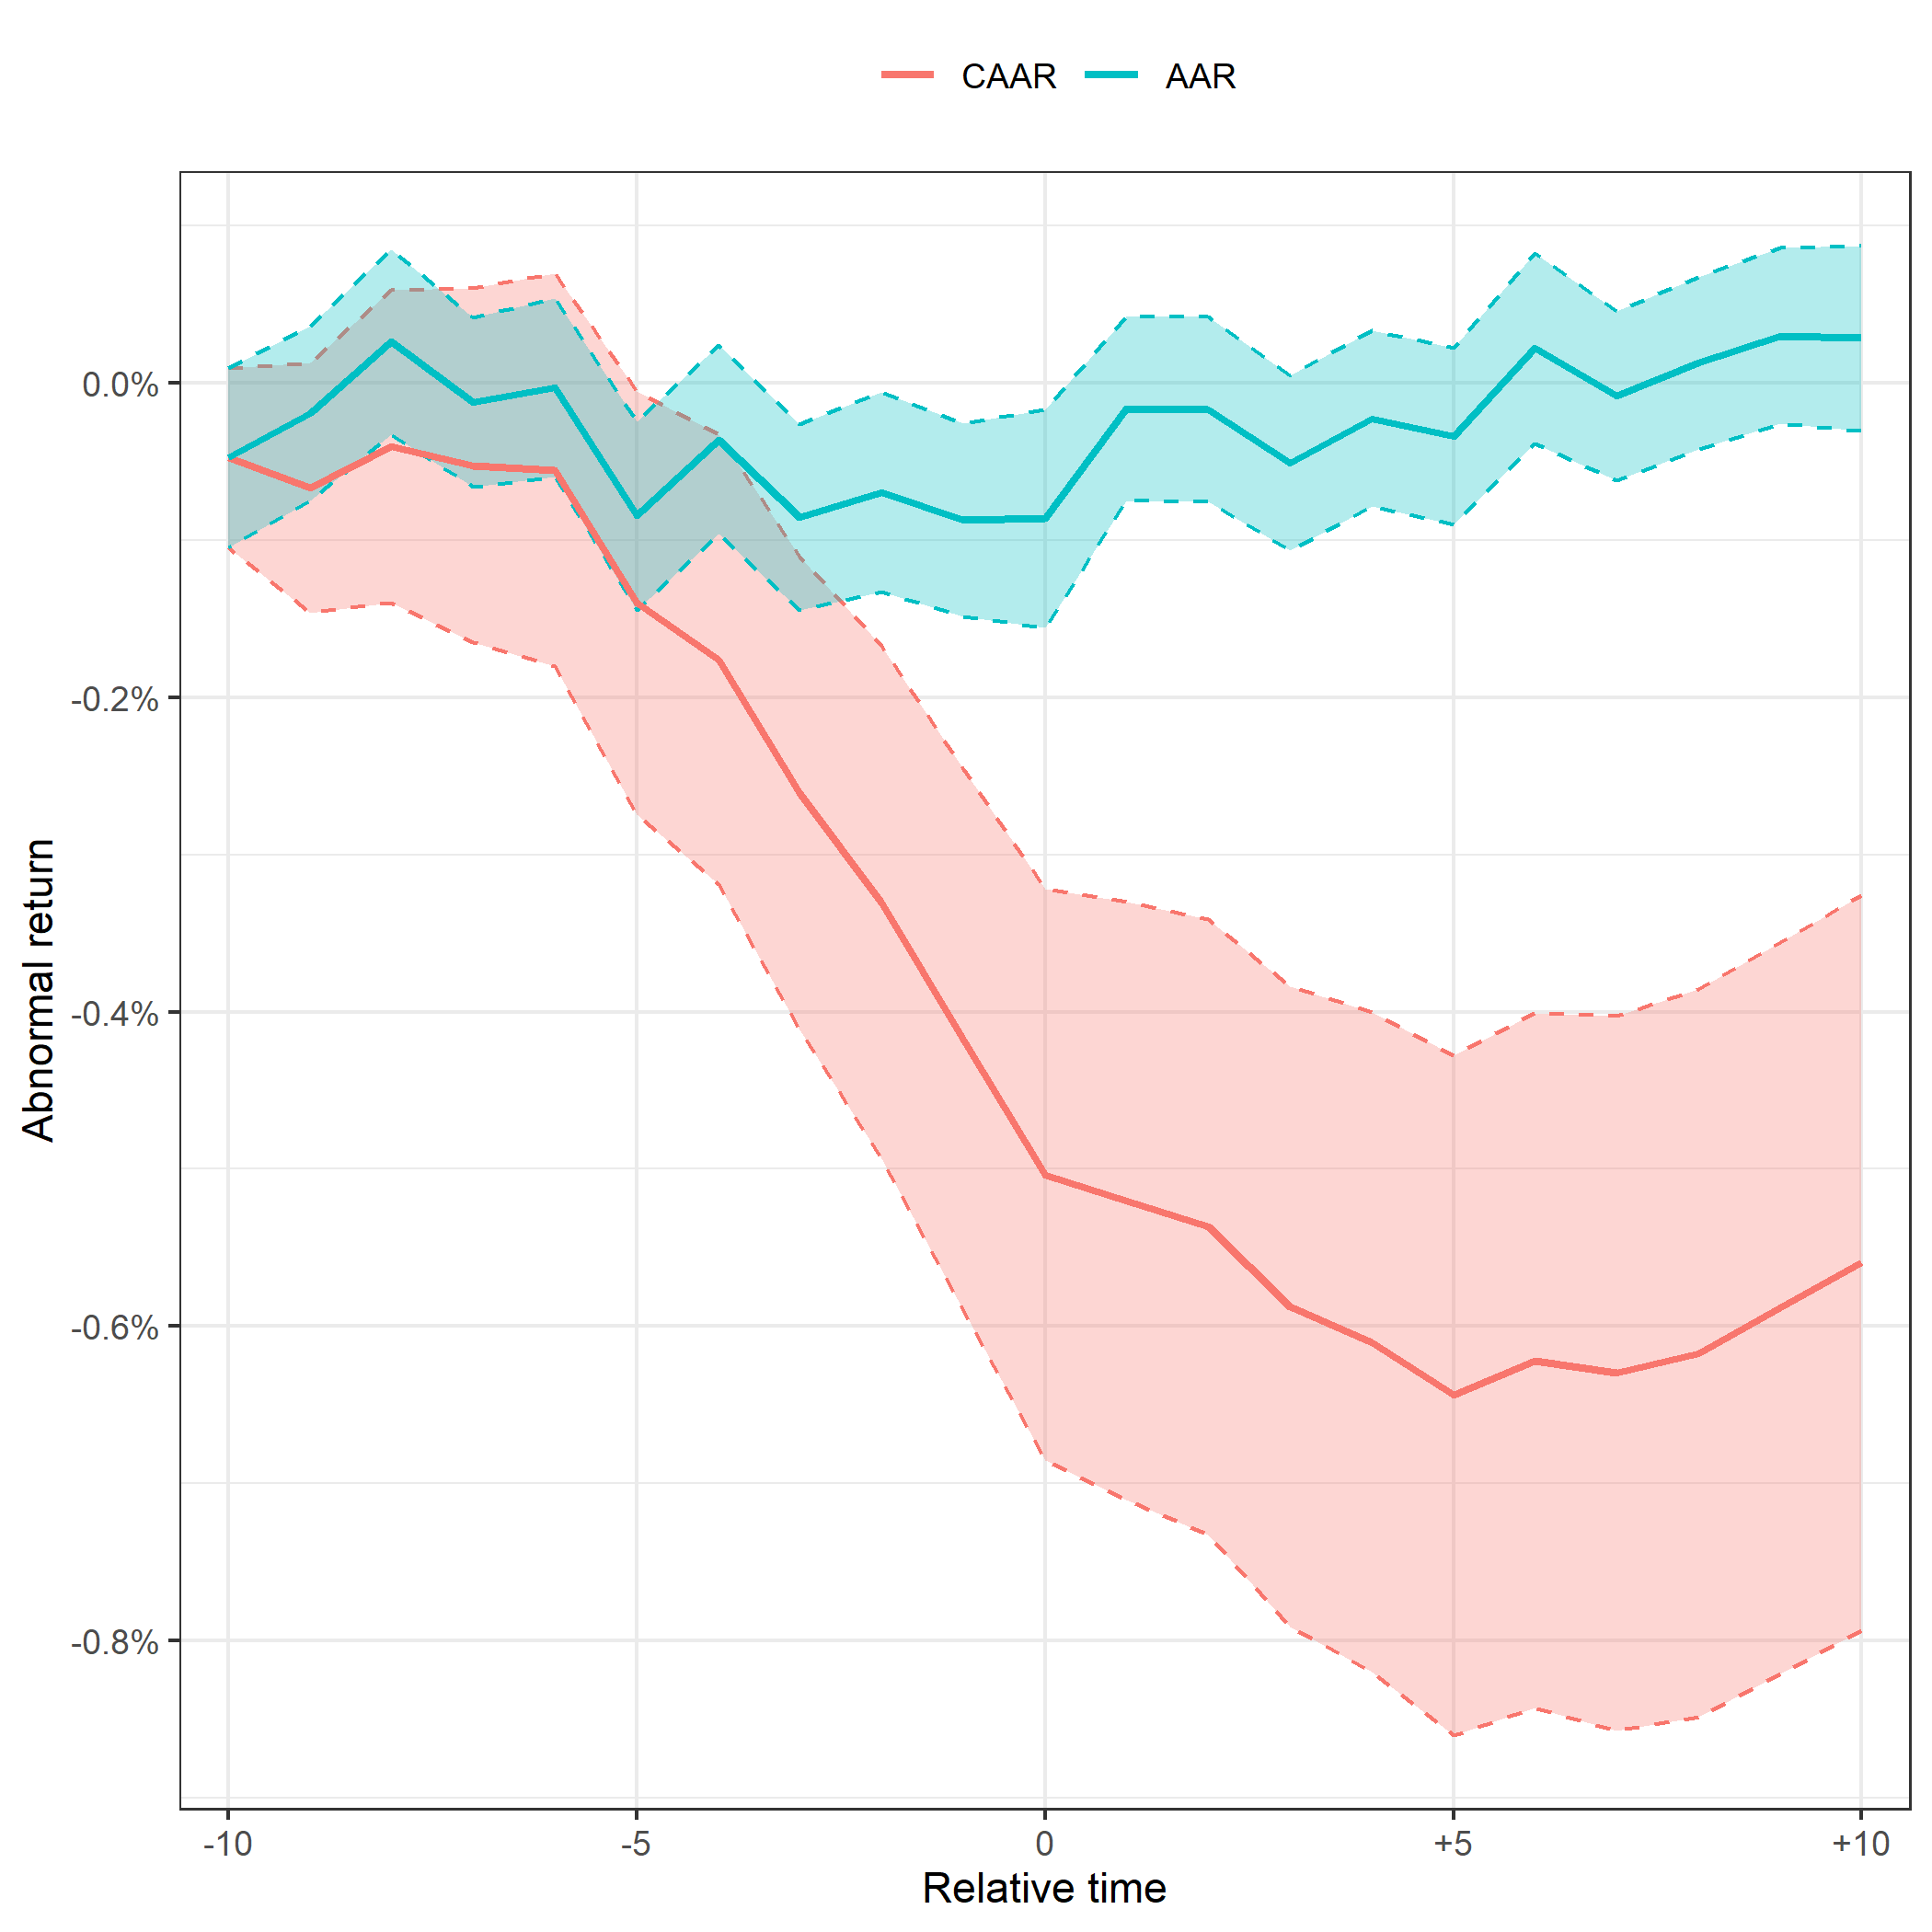 CAAR AAR
Abnormal return
0.0%
-0.2%
-0.4%
-0.6%
-0.8%
-10 -5 0 +5 +10
Relative time